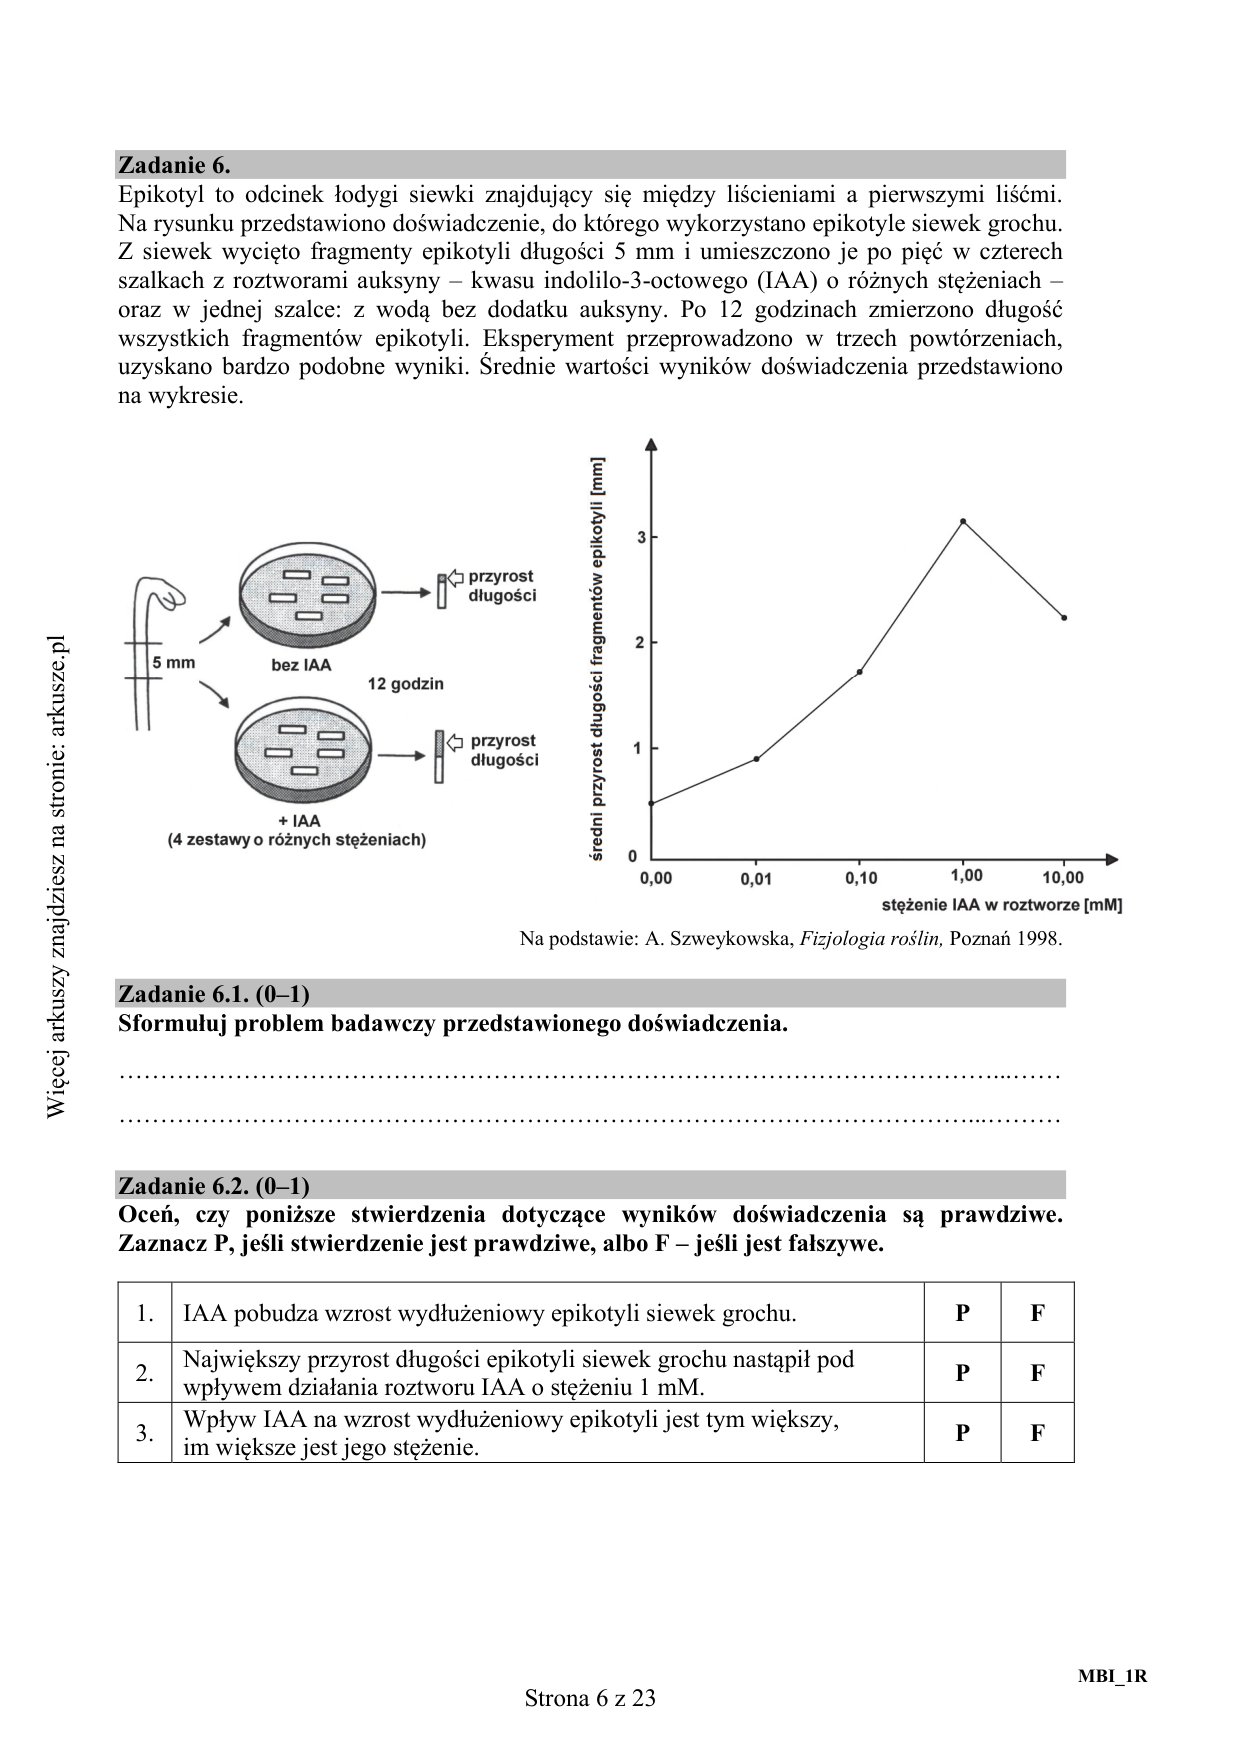 Zadanie 6.
Epikotyl to odcinek łodygi siewki znajdujący się między liścieniami a pierwszymi liśćmi.
Na rysunku przedstawiono doświadczenie, do którego wykorzystano epikotyle siewek grochu.
Z siewek wycięto fragmenty epikotyli długości 5 mm i umieszczono je po pięć w czterech
szalkach z roztworami auksyny – kwasu indolilo-3-octowego (IAA) o różnych stężeniach –
oraz w jednej szalce: z wodą bez dodatku auksyny. Po 12 godzinach zmierzono długość
wszystkich fragmentów epikotyli. Eksperyment przeprowadzono w trzech powtórzeniach,
uzyskano bardzo podobne wyniki. Średnie wartości wyników doświadczenia przedstawiono
na wykresie.
5 mm
bez IAA
przyrost
długości
12 godzin
+ IAA
(4 zestawy o różnych stężeniach)
przyrost
długości
średni przyrost długości fragmentów epikotyli [mm]
3
2
1
0
0,00 0,01 0,10 1,00 10,00
stężenie IAA w roztworze [mM]
Na podstawie: A. Szweykowska, Fizjologia roślin, Poznań 1998.
Zadanie 6.1. (0–1)
Sformułuj problem badawczy przedstawionego doświadczenia.
…………………………………………………………………………………………...……
………………………………………………………………………………………...………
Zadanie 6.2. (0–1)
Oceń, czy poniższe stwierdzenia dotyczące wyników doświadczenia są prawdziwe.
Zaznacz P, jeśli stwierdzenie jest prawdziwe, albo F – jeśli jest fałszywe.
1. IAA pobudza wzrost wydłużeniowy epikotyli siewek grochu. P F
2. Największy przyrost długości epikotyli siewek grochu nastąpił pod
wpływem działania roztworu IAA o stężeniu 1 mM. P F
3. Wpływ IAA na wzrost wydłużeniowy epikotyli jest tym większy,
im większe jest jego stężenie. P F
Więcej arkuszy znajdziesz na stronie: arkusze.pl
MBI_1R
Strona 6 z 23